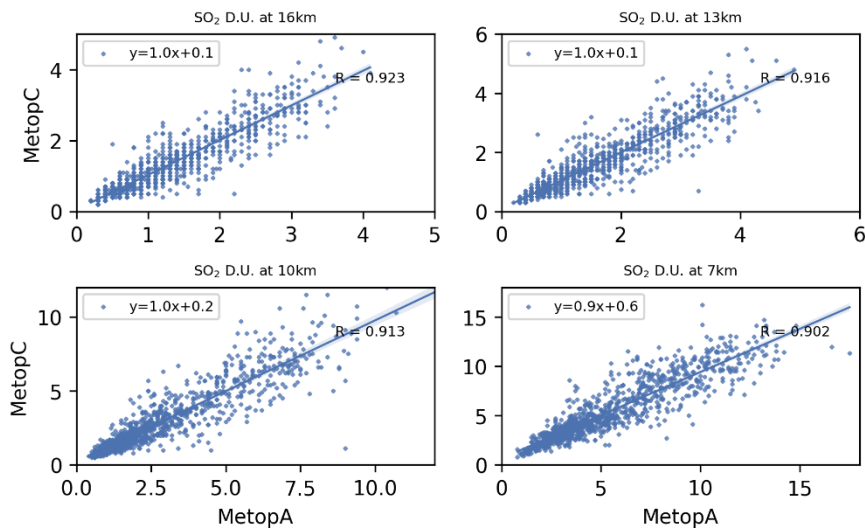 SO₂ D.U. at 16km
SO₂ D.U. at 13km
y=1.0x+0.1
R = 0.923
4
2
0
0
1
2
3
4
5
MetopC
y=1.0x+0.1
R = 0.916
6
4
2
0
0
2
4
6
SO₂ D.U. at 10km
SO₂ D.U. at 7km
y=1.0x+0.2
R = 0.913
10
5
0
0.0
2.5
5.0
7.5
10.0
MetopC
MetopA
y=0.9x+0.6
R = 0.902
15
10
5
0
0
5
10
15
MetopA